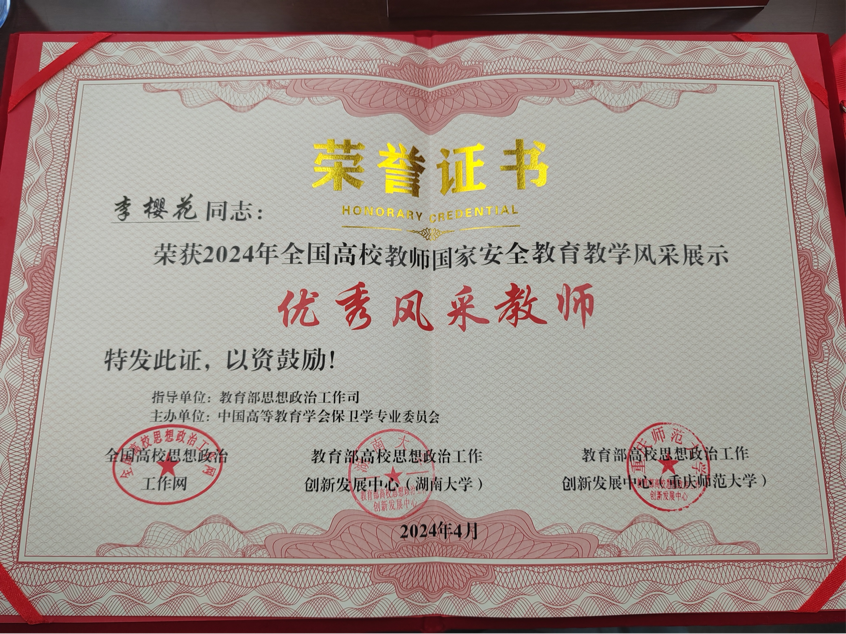 荣誉证书
HONORARY CREDENTIAL
李樱花 同志：
荣获2024年全国高校教师国家安全教育教学风采展示
优秀风采教师
特发此证，以资鼓励！
指导单位：教育部思想政治工作司
主办单位：中国高等教育学会保卫学专业委员会
全国高校思想政治 教育部高校思想政治工作 教育部高校思想政治工作
工作网 创新发展中心（湖南大学） 创新发展中心（重庆师范大学）
2024年4月